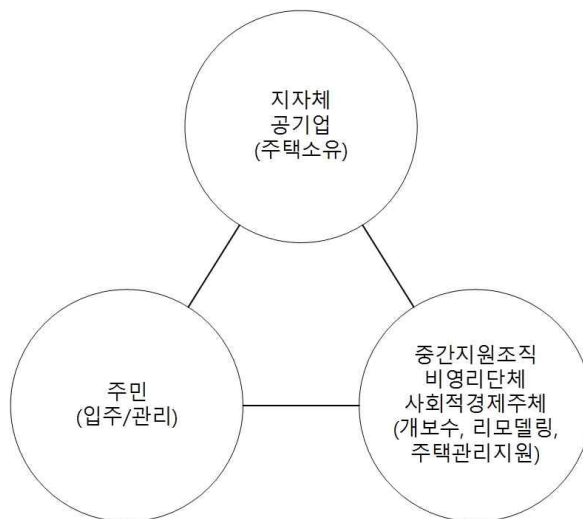 지자체
공기업
(주택소유)
주민
(입주/관리)
중간지원조직
비영리단체
사회적경제주체
(개보수, 리모델링,
주택관리지원)